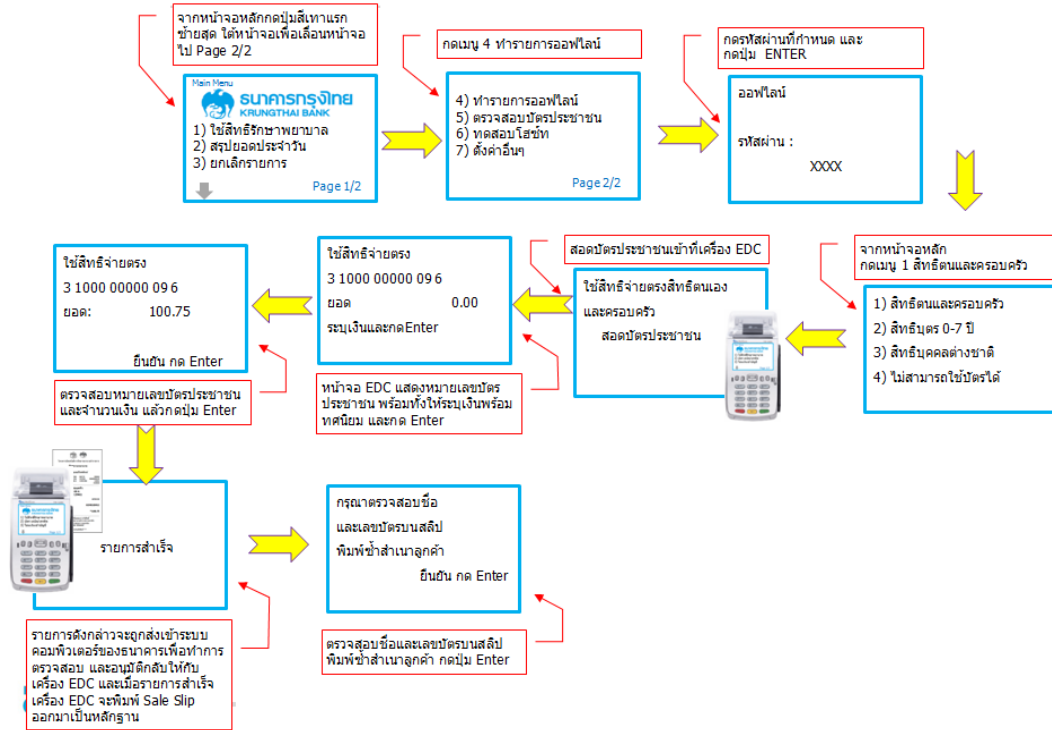 จากหน้าจอหลักกดปุ่มสีเทาแรก
ซ้ายสุด ใต้หน้าจอเพื่อเลื่อนหน้าจอ
ไป Page 2/2
Main Menu
ธนาคารกรุงไทย
KRUNGTHAI BANK
1) ใช้สิทธิรักษาพยาบาล
2) สรุปยอดประจำวัน
3) ยกเลิกรายการ
Page 1/2
กดเมนู 4 ทำรายการออฟไลน์
4) ทำรายการออฟไลน์
5) ตรวจสอบบัตรประชาชน
6) ทดสอบโฮซ์ท
7) ตั้งค่าอื่นๆ
Page 2/2
กดรหัสผ่านที่กำหนด และ
กดปุ่ม ENTER
ออฟไลน์
รหัสผ่าน :
XXXX
จากหน้าจอหลัก
กดเมนู 1 สิทธิตนและครอบครัว
1) สิทธิตนและครอบครัว
2) สิทธิบุตร 0-7 ปี
3) สิทธิบุคคลต่างชาติ
4) ไม่สามารถใช้บัตรได้
สอดบัตรประชาชนเข้าที่เครื่อง EDC
ใช้สิทธิจ่ายตรงสิทธิตนเอง
และครอบครัว
สอดบัตรประชาชน
ใช้สิทธิจ่ายตรง
3 1000 00000 09 6
ยอด 0.00
ระบุเงินและกดEnter
หน้าจอ EDC แสดงหมายเลขบัตร
ประชาชน พร้อมทั้งให้ระบุเงินพร้อม
ทศนิยม และกด Enter
ใช้สิทธิจ่ายตรง
3 1000 00000 09 6
ยอด: 100.75
ยืนยัน กด Enter
ตรวจสอบหมายเลขบัตรประชาชน
และจำนวนเงิน แล้วกดปุ่ม Enter
รายการสำเร็จ
รายการดังกล่าวจะถูกส่งเข้าระบบ
คอมพิวเตอร์ของธนาคารเพื่อทำการ
ตรวจสอบ และอนุมัติกลับให้กับ
เครื่อง EDC และเมื่อรายการสำเร็จ
เครื่อง EDC จะพิมพ์ Sale Slip
ออกมาเป็นหลักฐาน
กรุณาตรวจสอบชื่อ
และเลขบัตรบนสลิป
พิมพ์ซ้ำสำเนาลูกค้า
ยืนยัน กด Enter
ตรวจสอบชื่อและเลขบัตรบนสลิป
พิมพ์ซ้ำสำเนาลูกค้า กดปุ่ม Enter